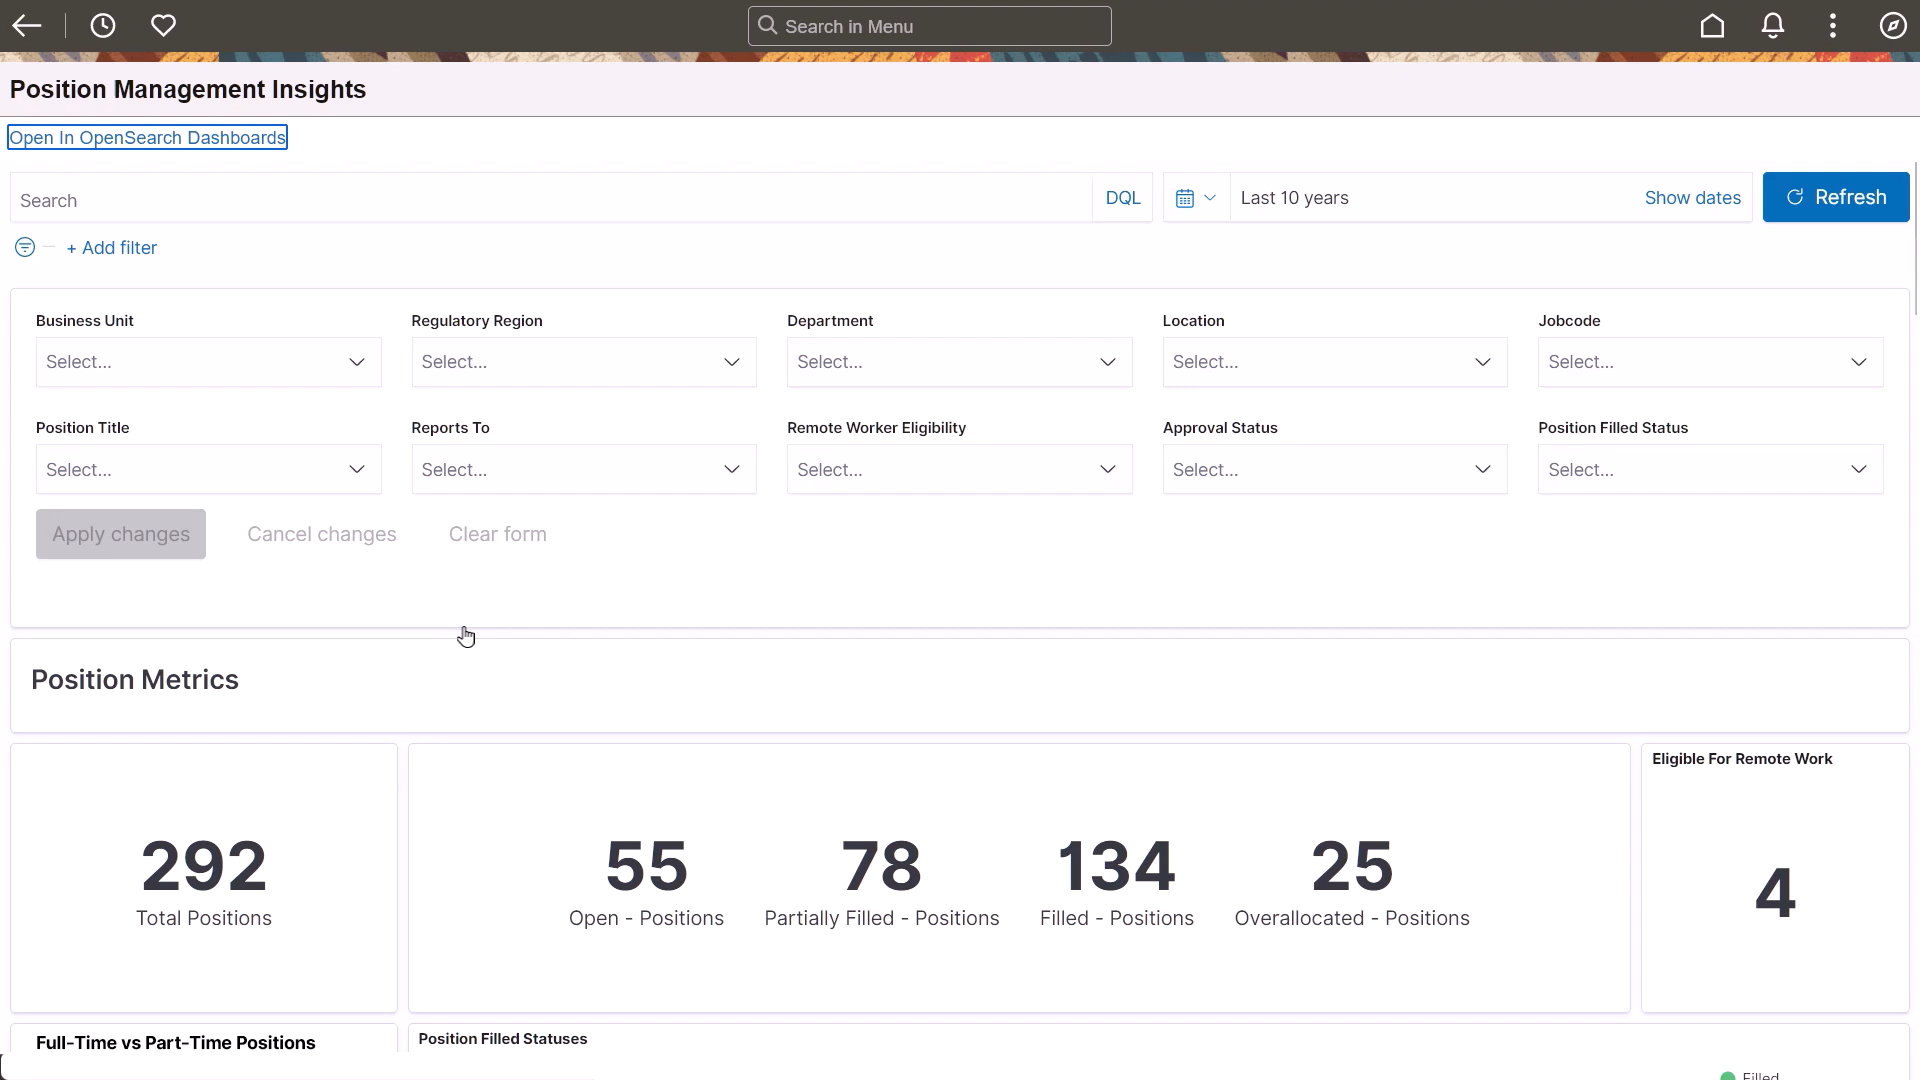 Search in Menu
Position Management Insights
Open In OpenSearch Dashboards
Search
DQL
Last 10 years
Show dates
Refresh
+ Add filter
Business Unit
Regulatory Region
Department
Location
Jobcode
Select...
Select...
Select...
Select...
Select...
Position Title
Reports To
Remote Worker Eligibility
Approval Status
Position Filled Status
Select...
Select...
Select...
Select...
Select...
Apply changes
Cancel changes
Clear form
Position Metrics
292
Total Positions
55
Open - Positions
78
Partially Filled - Positions
134
Filled - Positions
25
Overallocated - Positions
Eligible For Remote Work
4
Full-Time vs Part-Time Positions
Position Filled Statuses
Filled